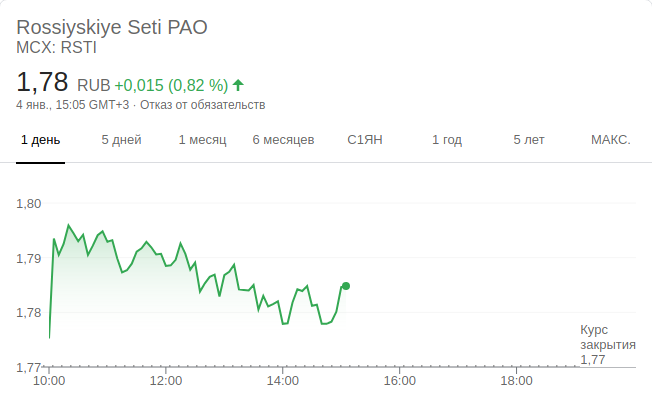 Rossiyskiye Seti PAO
MCX: RSTI
1,78 RUB +0,015 (0,82 %)
4 янв., 15:05 GMT+3 · Отказ от обязательств
1 день 5 дней 1 месяц 6 месяцев С1ЯН 1 год 5 лет МАКС.
1,80
1,79
1,78
Курс
закрытия
1,77
1,77
10:00 12:00 14:00 16:00 18:00